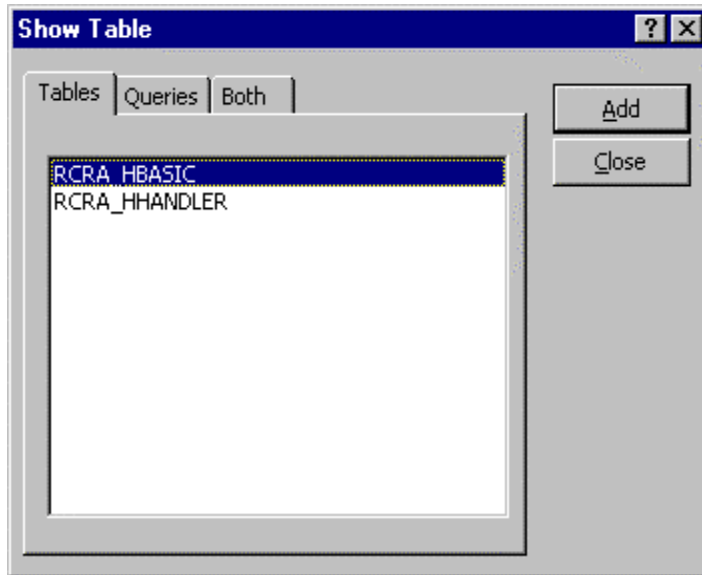 Show Table
Tables Queries Both
RCRA_HBASIC
RCRA_HHANDLER
Add
Close